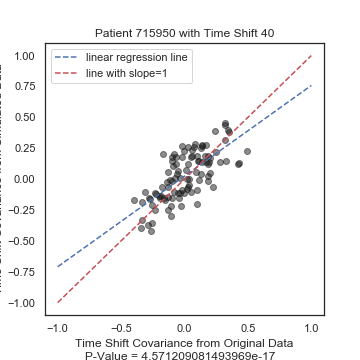 Patient 715950 with Time Shift 40
linear regression line
line with slope=1
1.00
0.75
0.50
0.25
0.00
−0.25
−0.50
−0.75
−1.00
−1.0 −0.5 0.0 0.5 1.0
Time Shift Covariance from Original Data
P-Value = 4.571209081493969e-17